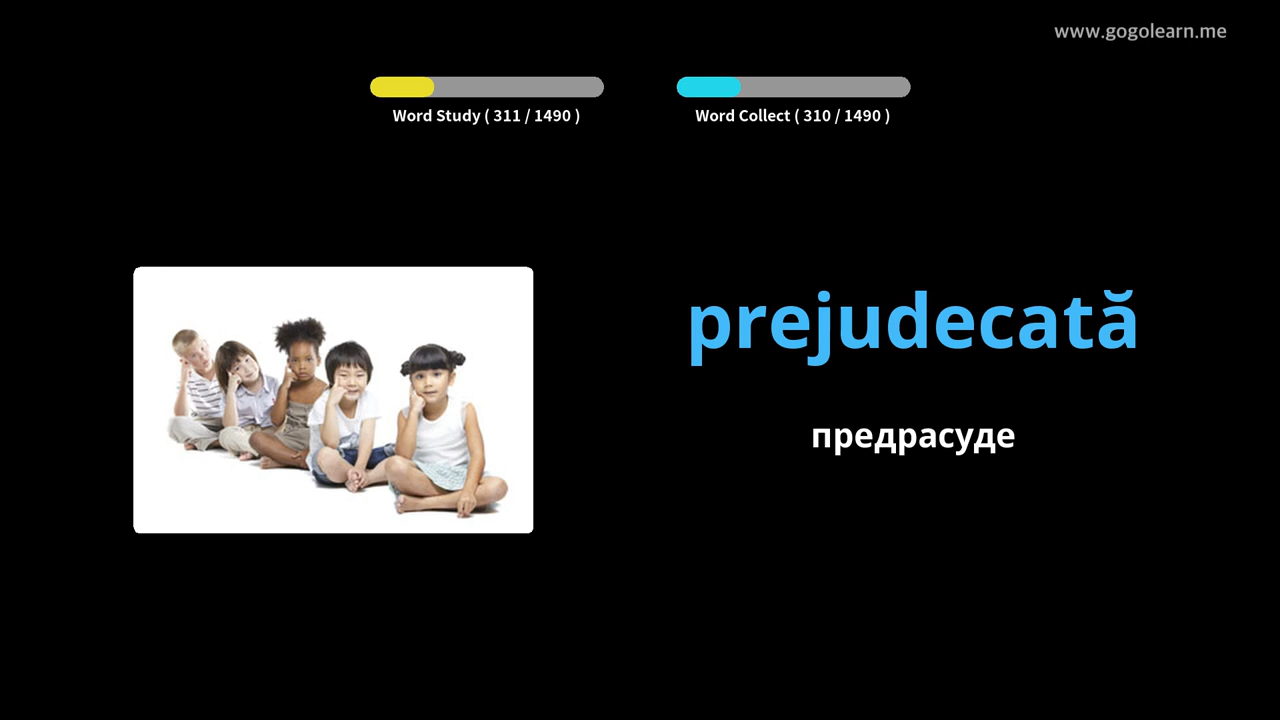 www.gogolearn.me
Word Study ( 311 / 1490 )
Word Collect ( 310 / 1490 )
prejudecată
предрасуде